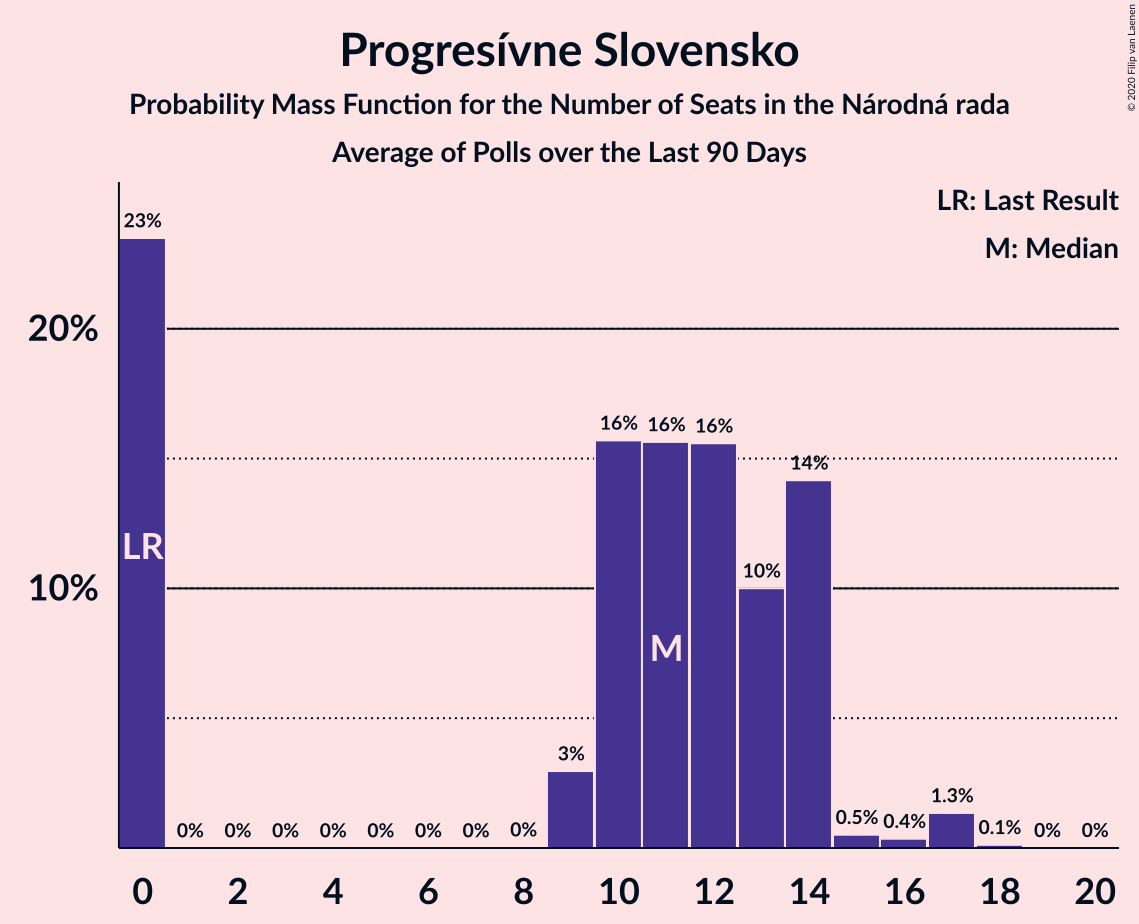 Progresívne Slovensko
Probability Mass Function for the Number of Seats in the Národná rada
Average of Polls over the Last 90 Days
© 2020 Filip van Laenen
LR: Last Result
M: Median
23%
20%
16% 16% 16%
14%
LR
10%
10%
M
3%
0% 0% 0% 0% 0% 0% 0% 0%
0.5% 0.4% 1.3% 0.1% 0% 0%
0 2 4 6 8 10 12 14 16 18 20